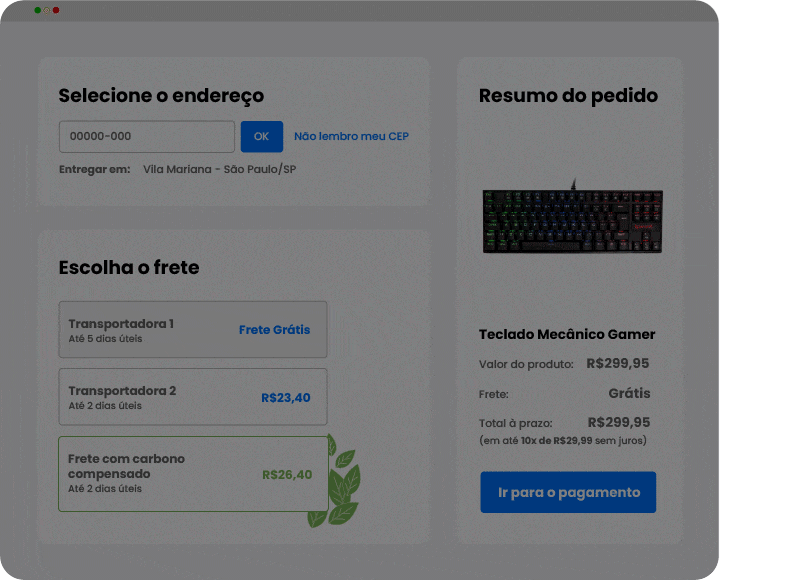 Selecione o endereço
00000-000
OK
Não lembro meu CEP
Entregar em: Vila Mariana - São Paulo/SP
Escolha o frete
Transportadora 1
Até 5 dias úteis
Frete Grátis
Transportadora 2
Até 2 dias úteis
R$23,40
Frete com carbono
compensado
Até 2 dias úteis
R$26,40
Resumo do pedido
Teclado Mecânico Gamer
Valor do produto: R$299,95
Frete: Grátis
Total à prazo: R$299,95
(em até 10x de R$29,99 sem juros)
Ir para o pagamento